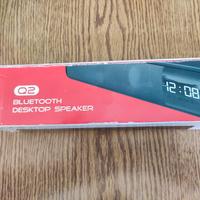 Q2
BLUETOOTH
DESKTOP SPEAKER
12:08